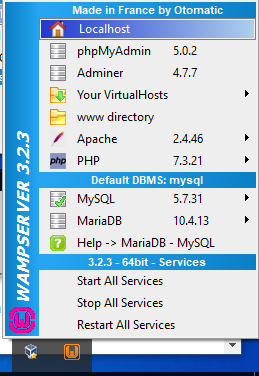 Made in France by Otomatic
Localhost
phpMyAdmin 5.0.2
Adminer 4.7.7
Your VirtualHosts
www directory
Apache 2.4.46
php PHP 7.3.21
Default DBMS: mysql
MySQL 5.7.31
MariaDB 10.4.13
Help -> MariaDB - MySQL
3.2.3 - 64bit - Services
Start All Services
Stop All Services
Restart All Services
WAMPSERVER 3.2.3